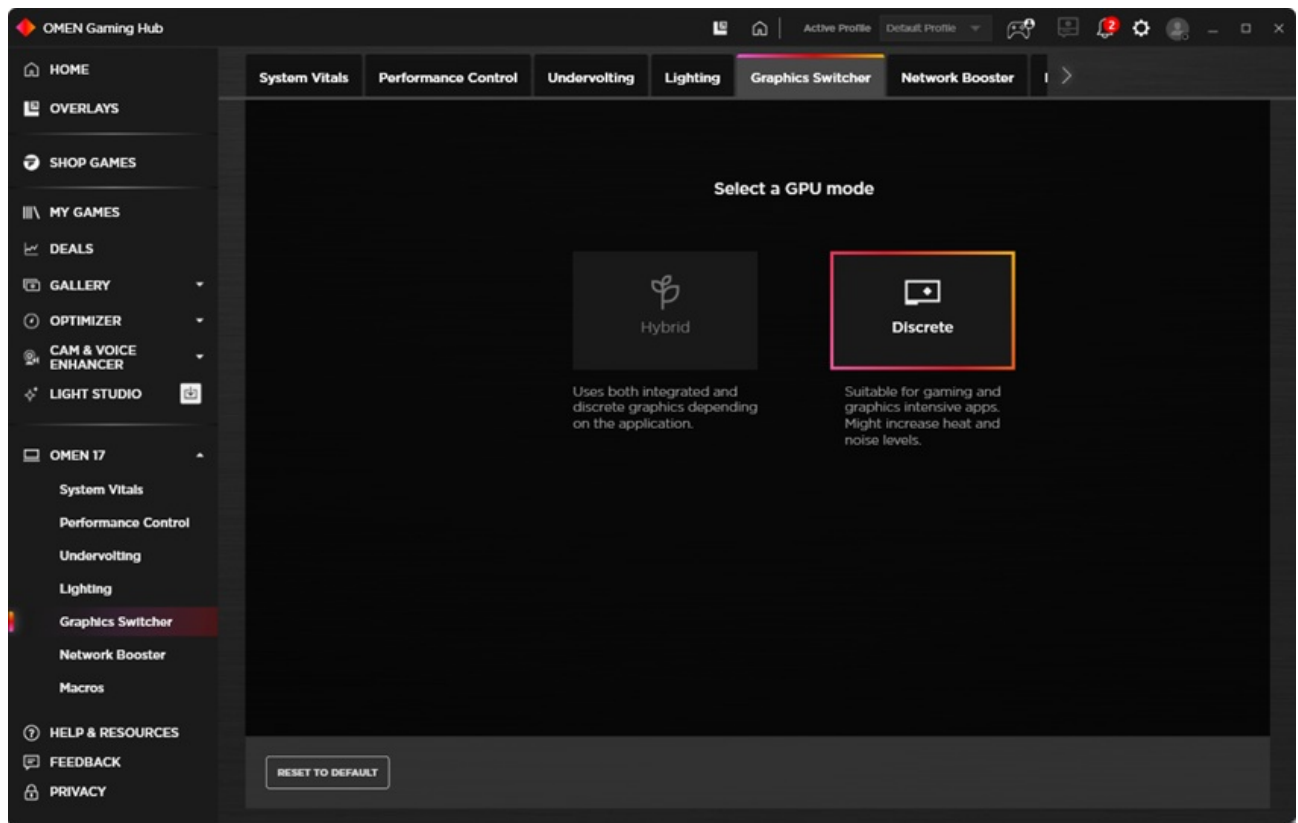 OMEN Gaming Hub
Active Profile Default Profile
2
HOME
OVERLAYS
SHOP GAMES
MY GAMES
DEALS
GALLERY
OPTIMIZER
CAM & VOICE
ENHANCER
LIGHT STUDIO
OMEN 17
System Vitals
Performance Control
Undervolting
Lighting
Graphics Switcher
Network Booster
Macros
HELP & RESOURCES
FEEDBACK
PRIVACY
System Vitals Performance Control Undervolting Lighting Graphics Switcher Network Booster
Select a GPU mode
Hybrid
Uses both integrated and
discrete graphics depending
on the application.
Discrete
Suitable for gaming and
graphics intensive apps.
Might increase heat and
noise levels.
RESET TO DEFAULT